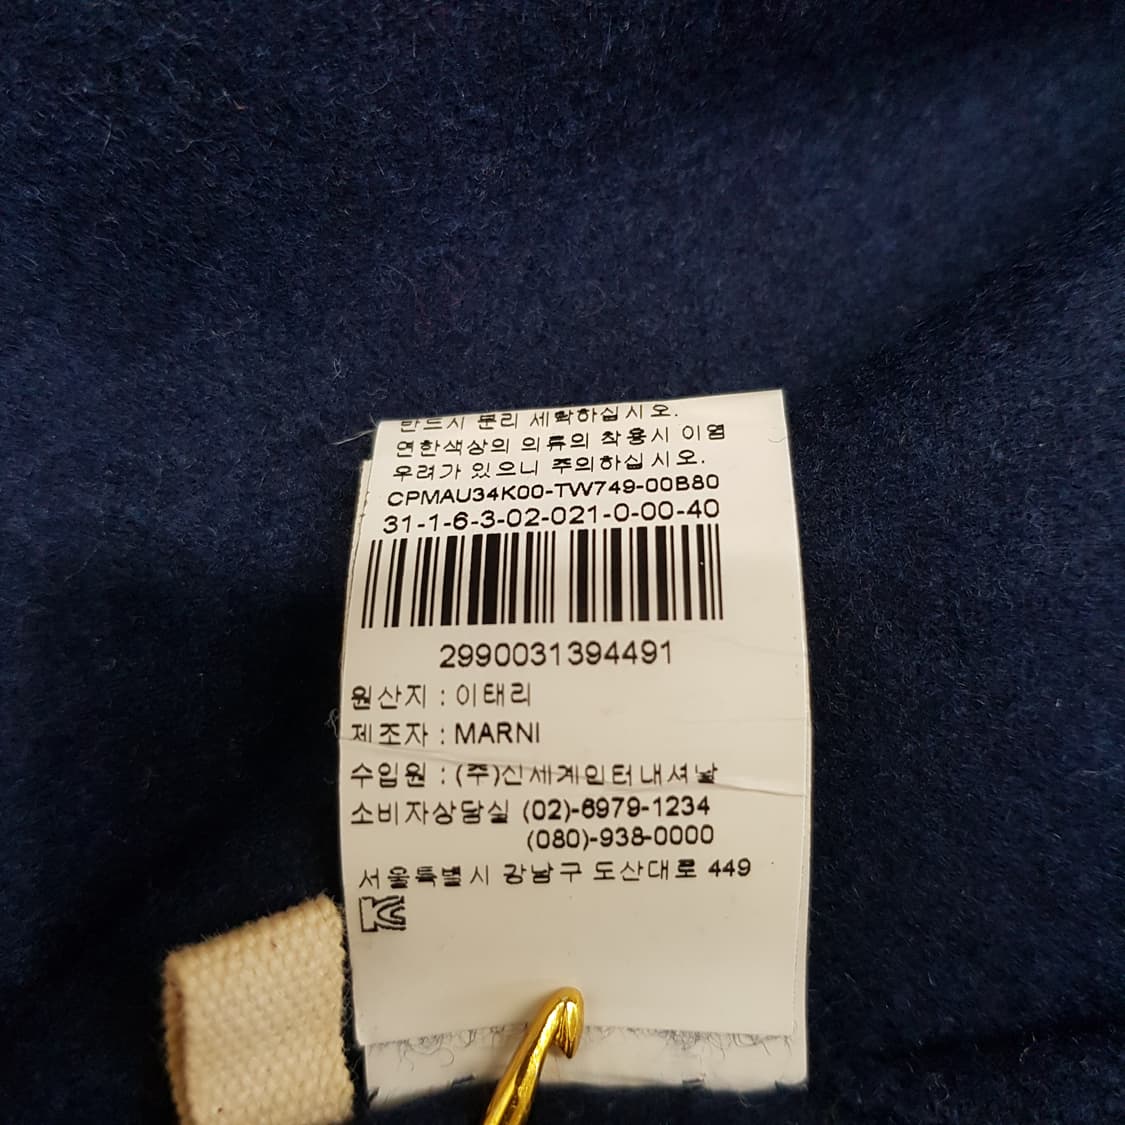 반드시 분리 세탁하십시오.
연한색상의 의류의 착용시 이염
우려가 있으니 주의하십시오.
CPMAU34K00-TW749-00B80
31-1-6-3-02-021-0-00-40
2990031394491
원산지 : 이태리
제조자 : MARNI
수입원 : (주)신세계인터내셔날
소비자상담실 (02)-6979-1234
(080)-938-0000
서울특별시 강남구 도산대로 449